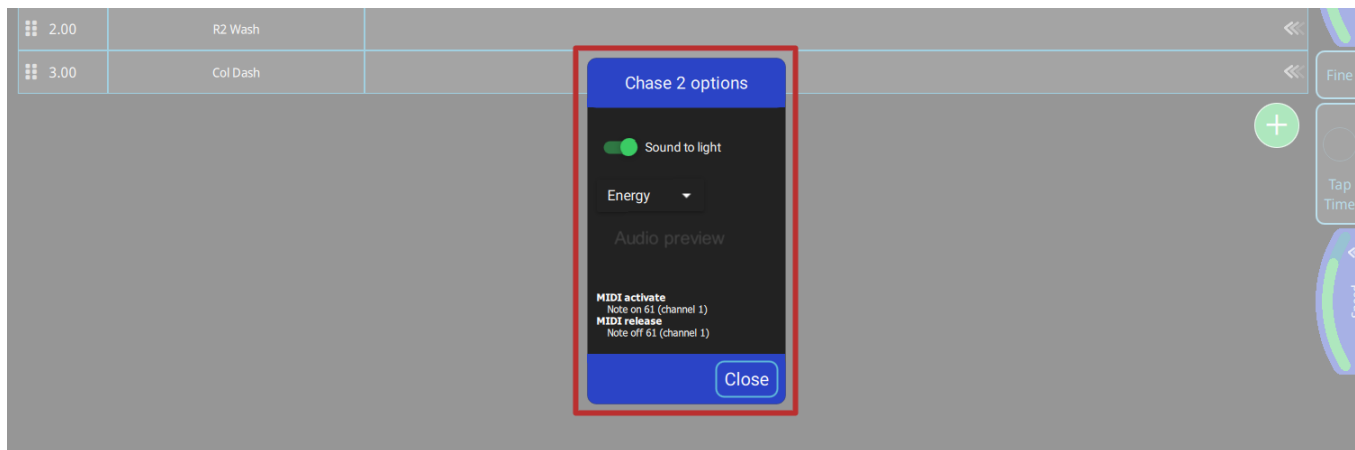 2.00 R2 Wash
3.00 Col Dash
Chase 2 options
Sound to light
Energy
Audio preview
MIDI activate
Note on 61 (channel 1)
MIDI release
Note off 61 (channel 1)
Close
Fine
Tap
Time